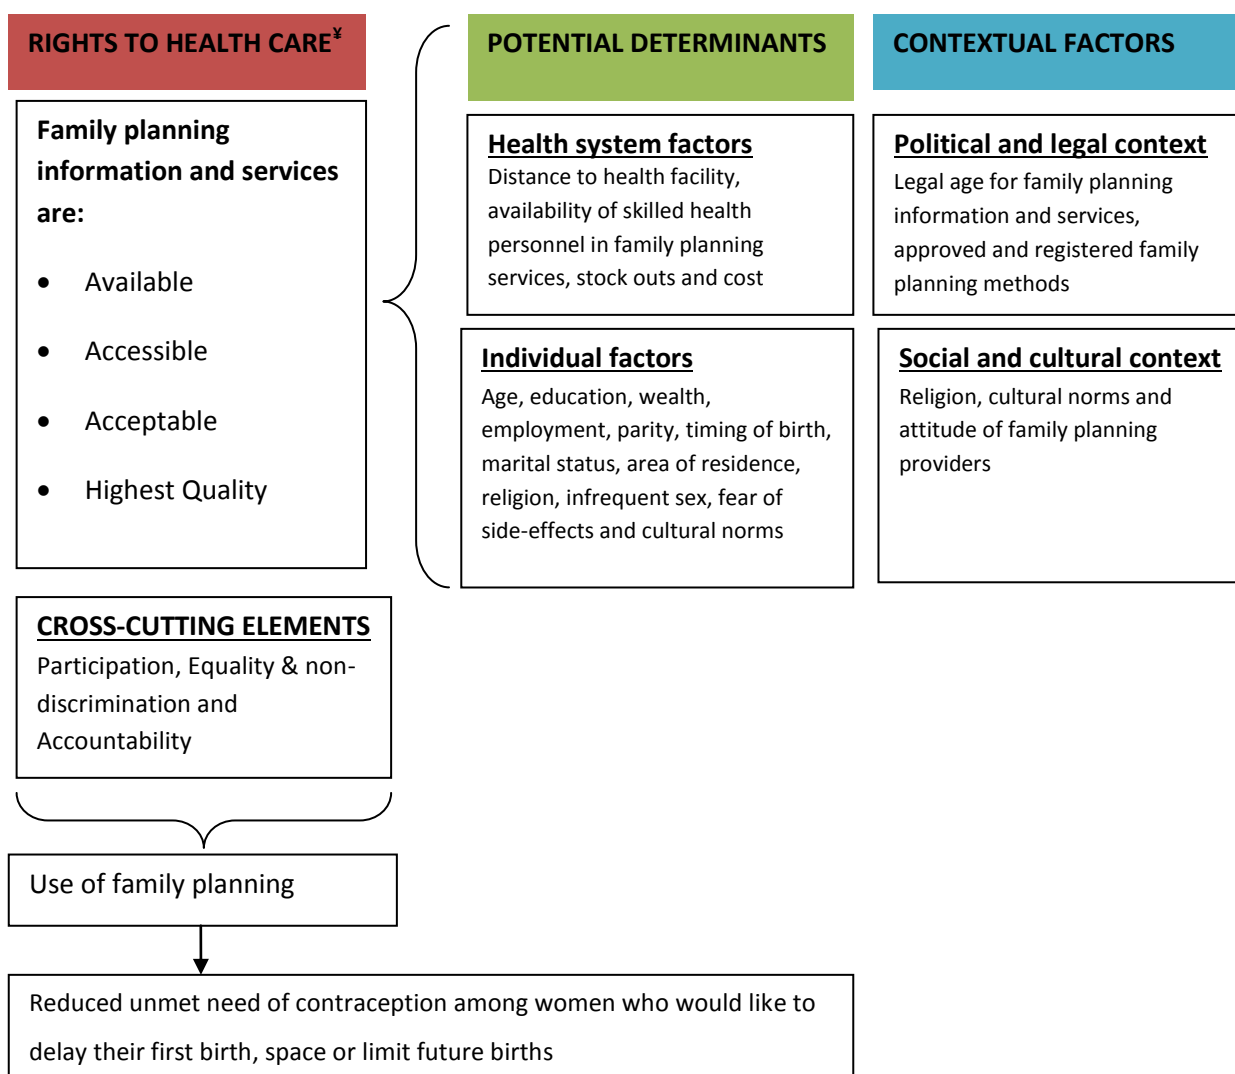 RIGHTS TO HEALTH CARE¥
Family planning
information and services
are:
• Available
• Accessible
• Acceptable
• Highest Quality
CROSS-CUTTING ELEMENTS
Participation, Equality & non-
discrimination and
Accountability
Use of family planning
Reduced unmet need of contraception among women who would like to
delay their first birth, space or limit future births
POTENTIAL DETERMINANTS
Health system factors
Distance to health facility,
availability of skilled health
personnel in family planning
services, stock outs and cost
Individual factors
Age, education, wealth,
employment, parity, timing of birth,
marital status, area of residence,
religion, infrequent sex, fear of
side-effects and cultural norms
CONTEXTUAL FACTORS
Political and legal context
Legal age for family planning
information and services,
approved and registered family
planning methods
Social and cultural context
Religion, cultural norms and
attitude of family planning
providers